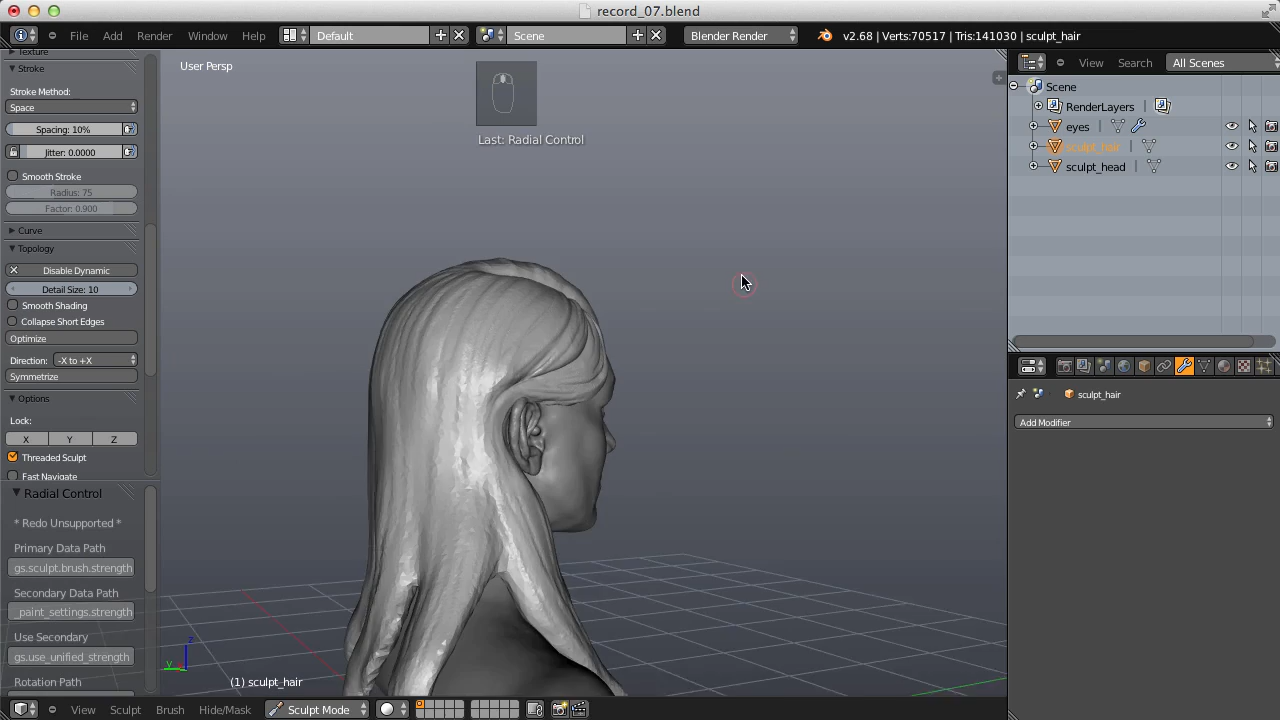 record_07.blend
File Add Render Window Help Default Scene Blender Render v2.68 | Verts:70517 | Tris:141030 | sculpt_hair
Texture
Stroke
Stroke Method:
Space
Spacing: 10%
Jitter: 0.0000
Smooth Stroke
Radius: 75
Factor: 0.900
Curve
Topology
Disable Dynamic
Detail Size: 10
Smooth Shading
Collapse Short Edges
Optimize
Direction: -X to +X
Symmetrize
Options
Lock:
X Y Z
Threaded Sculpt
Fast Navigate
Radial Control
* Redo Unsupported *
Primary Data Path
gs.sculpt.brush.strength
Secondary Data Path
_paint_settings.strength
Use Secondary
gs.use_unified_strength
Rotation Path
User Persp
Last: Radial Control
z
y
(1) sculpt_hair
View Sculpt Brush Hide/Mask Sculpt Mode
View Search All Scenes
Scene
RenderLayers
eyes
sculpt_hair
sculpt_head
sculpt_hair
Add Modifier